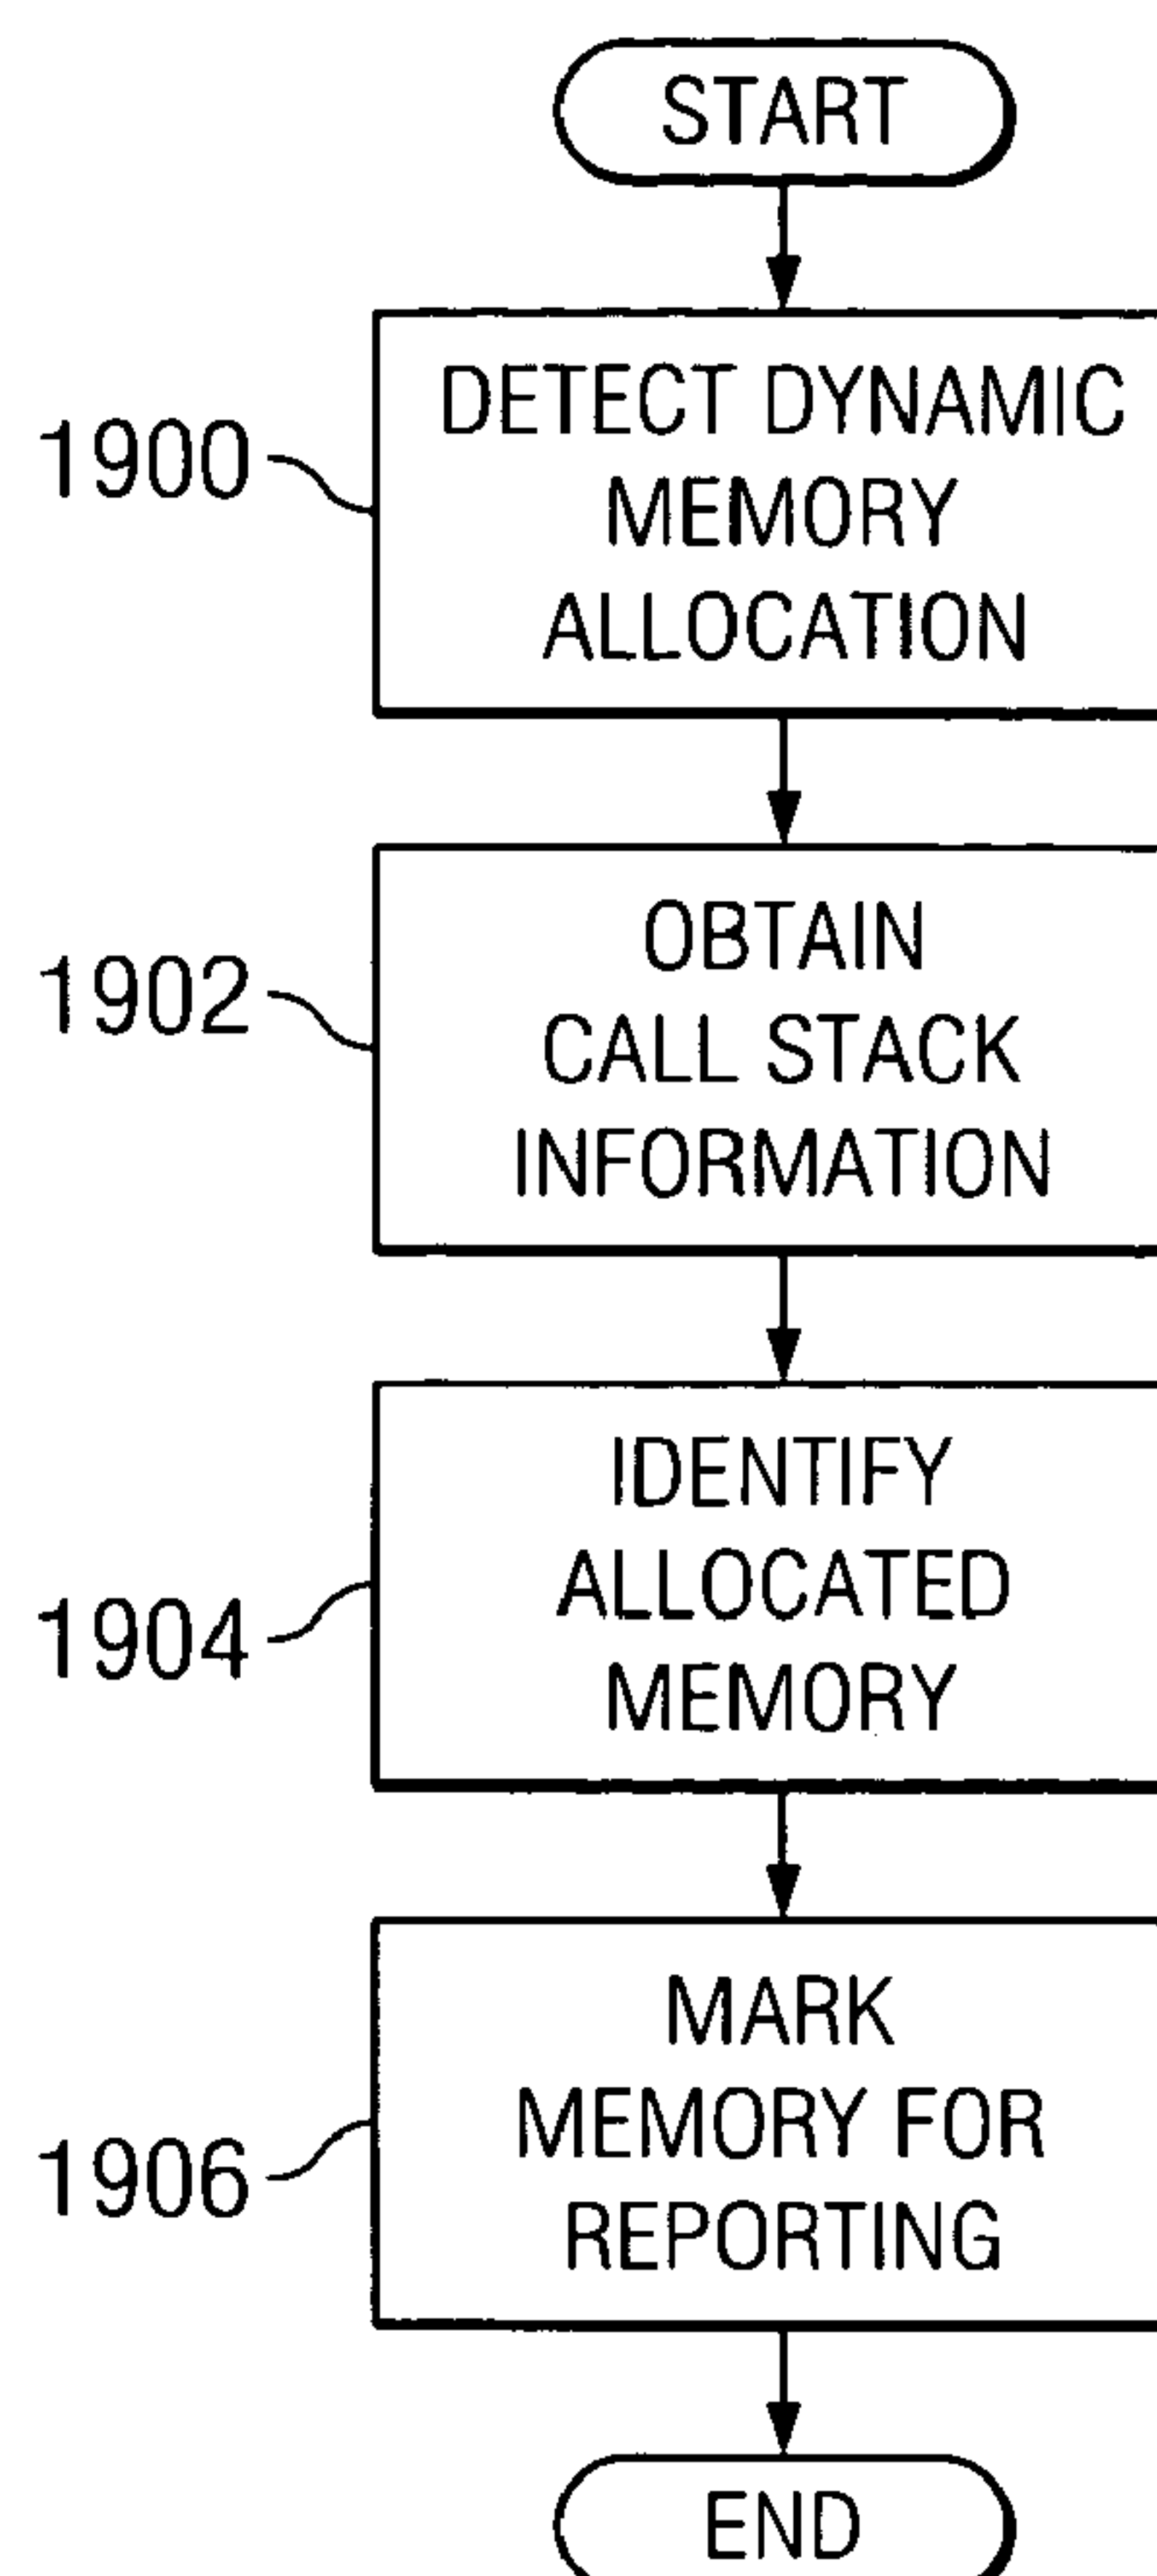 START
1900
DETECT DYNAMIC
MEMORY
ALLOCATION
1902
OBTAIN
CALL STACK
INFORMATION
1904
IDENTIFY
ALLOCATED
MEMORY
1906
MARK
MEMORY FOR
REPORTING
END